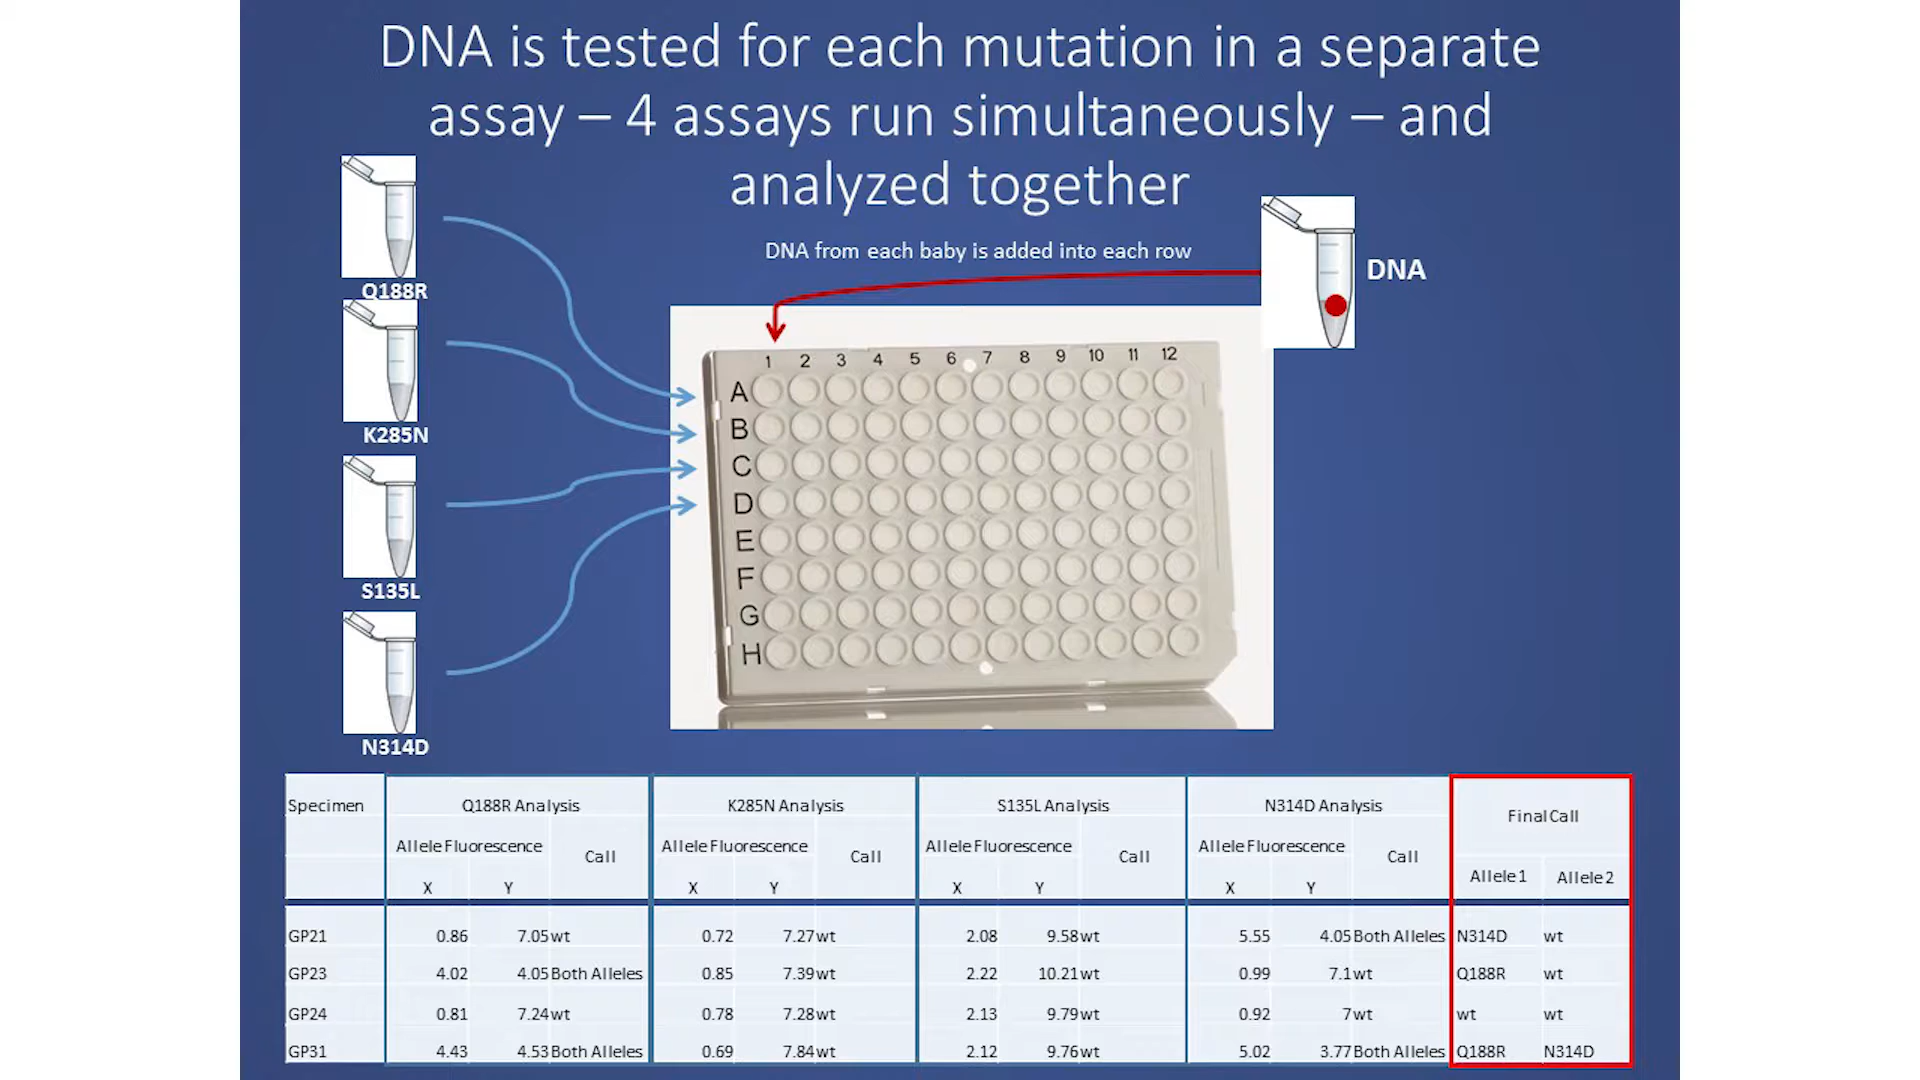 DNA is tested for each mutation in a separate
assay – 4 assays run simultaneously – and
analyzed together
DNA from each baby is added into each row
DNA
Q188R
K285N
S135L
N314D
1 2 3 4 5 6 7 8 9 10 11 12
A
B
C
D
E
F
G
H
Specimen Q188R Analysis K285N Analysis S135L Analysis N314D Analysis Final Call
Allele Fluorescence Call Allele Fluorescence Call Allele Fluorescence Call Allele Fluorescence Call Allele 1 Allele 2
X Y X Y X Y X Y
GP21 0.86 7.05 wt 0.72 7.27 wt 2.08 9.58 wt 5.55 4.05 Both Alleles N314D wt
GP23 4.02 4.05 Both Alleles 0.85 7.39 wt 2.22 10.21 wt 0.99 7.1 wt Q188R wt
GP24 0.81 7.24 wt 0.78 7.28 wt 2.13 9.79 wt 0.92 7 wt wt wt
GP31 4.43 4.53 Both Alleles 0.69 7.84 wt 2.12 9.76 wt 5.02 3.77 Both Alleles Q188R N314D